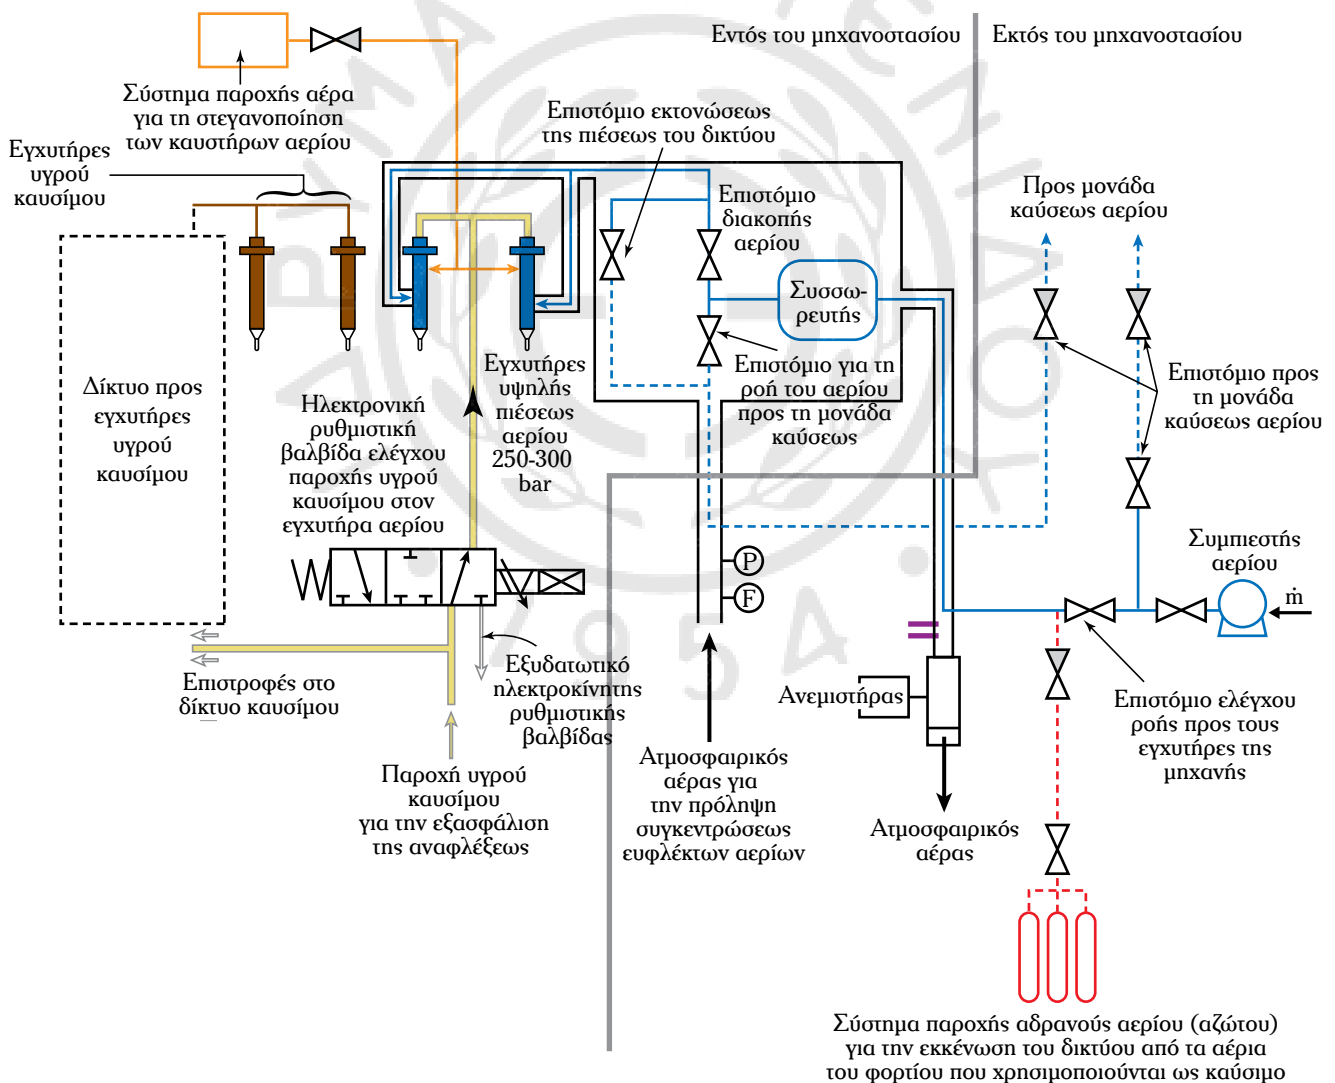 Εντός του μηχανοστασίου
Εκτός του μηχανοστασίου
Σύστημα παροχής αέρα
για τη στεγανοποίηση
των καυστήρων αερίου
Επιστόμιο εκτονώσεως
της πιέσεως του δικτύου
Εγχυτήρες
υγρού
καυσίμου
Προς μονάδα
καύσεως αερίου
Επιστόμιο
διακοπής
αερίου
Συσσω-
ρευτής
Δίκτυο προς
εγχυτήρες
υγρού
καυσίμου
Ηλεκτρονική
ρυθμιστική
βαλβίδα ελέγχου
παροχής υγρού
καυσίμου στον
εγχυτήρα αερίου
Εγχυτήρες
υψηλής
πιέσεως
αερίου
250-300
bar
Επιστόμιο για τη
ροή του αερίου
προς τη μονάδα
καύσεως
Επιστόμιο προς
τη μονάδα
καύσεως αερίου
Συμπιεστής
αερίου
ṁ
P
F
Επιστροφές στο
δίκτυο καυσίμου
Εξυδατωτικό
ηλεκτροκίνητης
ρυθμιστικής
βαλβίδας
Ανεμιστήρας
Επιστόμιο ελέγχου
ροής προς τους
εγχυτήρες της
μηχανής
Παροχή υγρού
καυσίμου
για την εξασφάλιση
της αναφλέξεως
Ατμοσφαιρικός
αέρας για
την πρόληψη
συγκεντρώσεως
ευφλέκτων αερίων
Ατμοσφαιρικός
αέρας
Σύστημα παροχής αδρανούς αερίου (αζώτου)
για την εκκένωση του δικτύου από τα αέρια
του φορτίου που χρησιμοποιούνται ως καύσιμο
1954